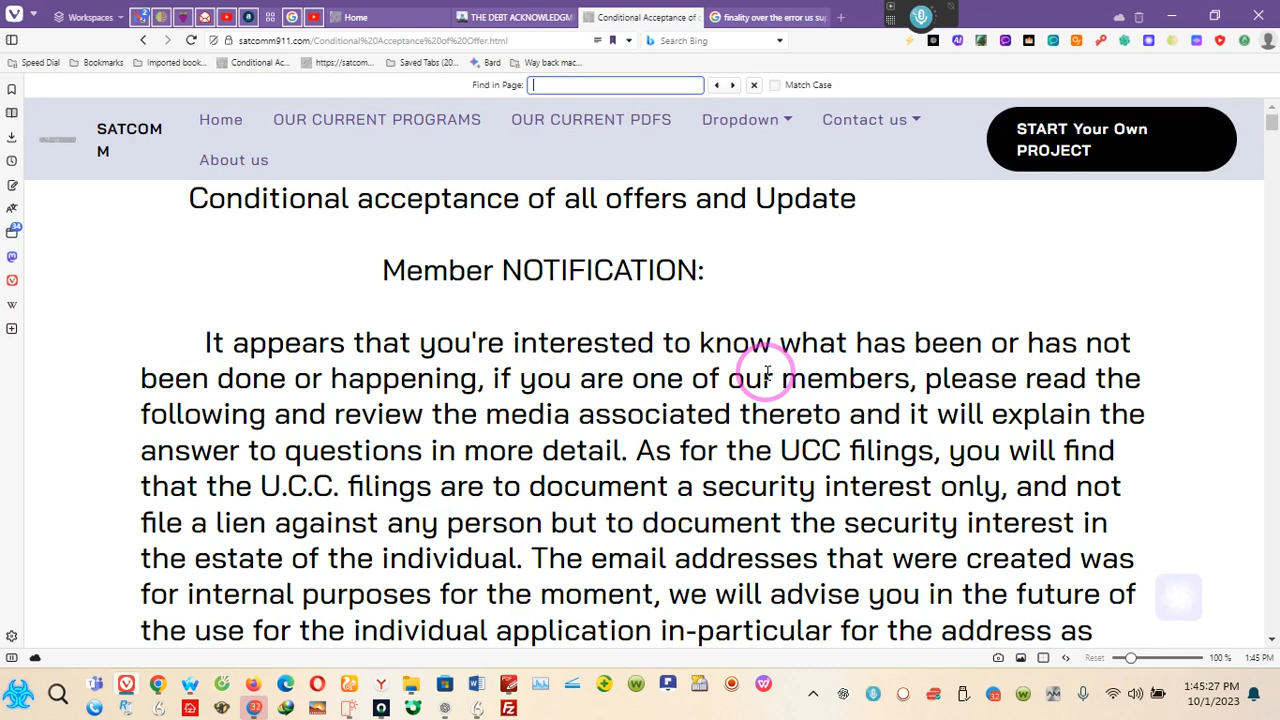 Workspaces
Home
THE DEBT ACKNOWLEDGM
Conditional Acceptance of o
finality over the error us sup
satcomm911.com/Conditional%20Acceptance%20of%20Offer.html
Search Bing
Speed Dial
Bookmarks
Imported book...
Conditional Ac...
https://satcom...
Saved Tabs (20...
Bard
Way back mac...
Find in Page:
Match Case
SATCOM
M
Home
OUR CURRENT PROGRAMS
OUR CURRENT PDFS
Dropdown
Contact us
About us
START Your Own
PROJECT
Conditional acceptance of all offers and Update
Member NOTIFICATION:
It appears that you're interested to know what has been or has not
been done or happening, if you are one of our members, please read the
following and review the media associated thereto and it will explain the
answer to questions in more detail. As for the UCC filings, you will find
that the U.C.C. filings are to document a security interest only, and not
file a lien against any person but to document the security interest in
the estate of the individual. The email addresses that were created was
for internal purposes for the moment, we will advise you in the future of
the use for the individual application in-particular for the address as
Reset
100 %
1:45 PM
1:45:27 PM
10/1/2023